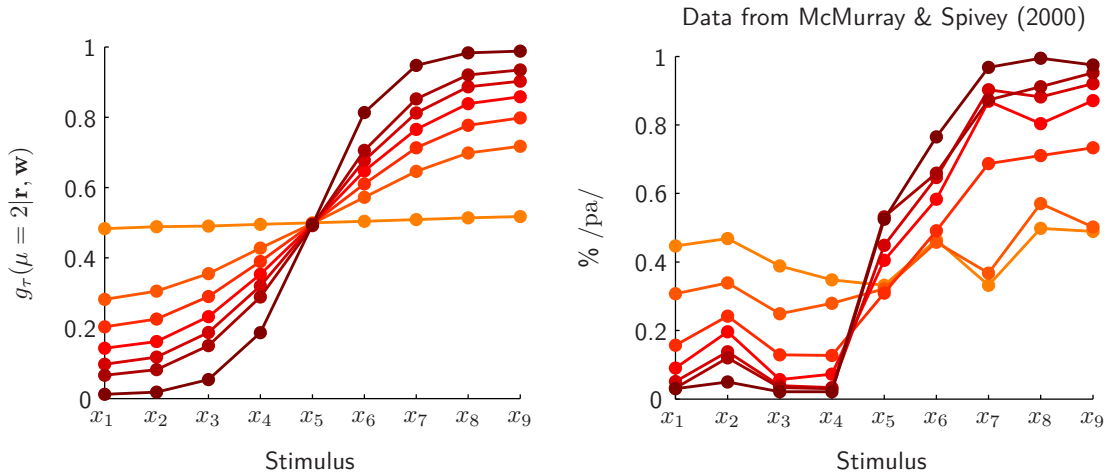 Data from McMurray & Spivey (2000)
g_τ(μ = 2|r, w)
1
0.8
0.6
0.4
0.2
0
x₁ x₂ x₃ x₄ x₅ x₆ x₇ x₈ x₉
Stimulus
% /pa/
1
0.8
0.6
0.4
0.2
0
x₁ x₂ x₃ x₄ x₅ x₆ x₇ x₈ x₉
Stimulus